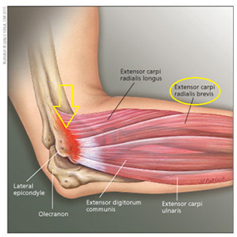 Extensor carpi
radialis longus
Extensor carpi
radialis brevis
Lateral
epicondyle
Olecranon
Extensor digitorum
communis
Extensor carpi
ulnaris